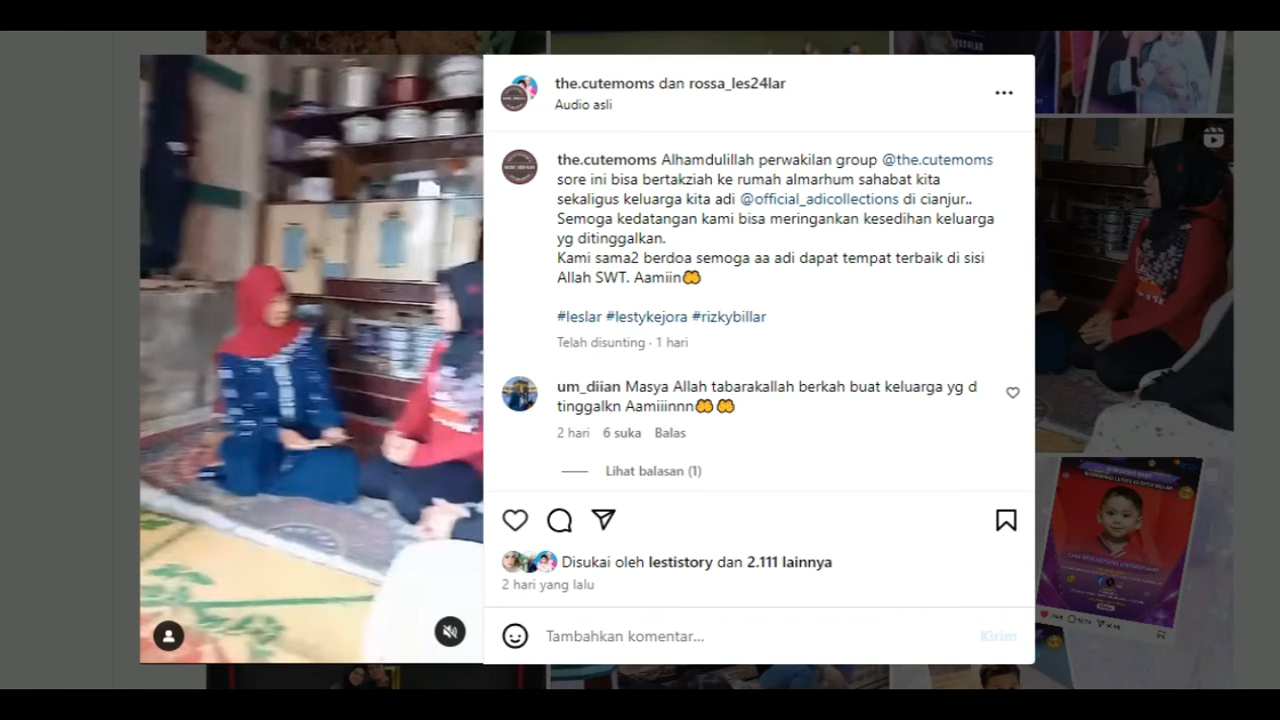 the.cutemoms dan rossa_les24lar
Audio asli
the.cutemoms Alhamdulillah perwakilan group @the.cutemoms
sore ini bisa bertakziah ke rumah almarhum sahabat kita
sekaligus keluarga kita adi @official_adicollections di cianjur..
Semoga kedatangan kami bisa meringankan kesedihan keluarga
yg ditinggalkan.
Kami sama2 berdoa semoga aa adi dapat tempat terbaik di sisi
Allah SWT. Aamiin🤲
#leslar #lestykejora #rizkybillar
Telah disunting · 1 hari
um_diian Masya Allah tabarakallah berkah buat keluarga yg d
tinggalkn Aamiiinnn🤲 🤲
2 hari 6 suka Balas
Lihat balasan (1)
Disukai oleh lestistory dan 2.111 lainnya
2 hari yang lalu
Tambahkan komentar...
Kirim